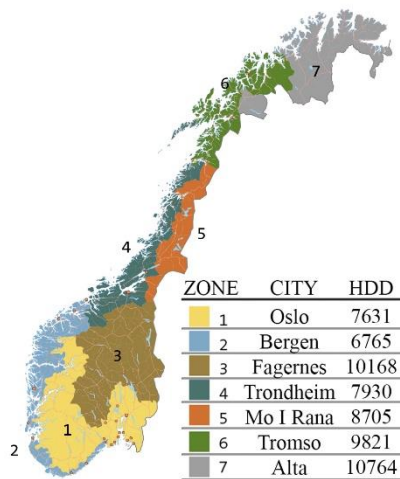 7
6
5
4
ZONE CITY HDD
1 Oslo 7631
2 Bergen 6765
3 Fagernes 10168
3
4 Trondheim 7930
5 Mo I Rana 8705
1
6 Tromso 9821
2
7 Alta 10764